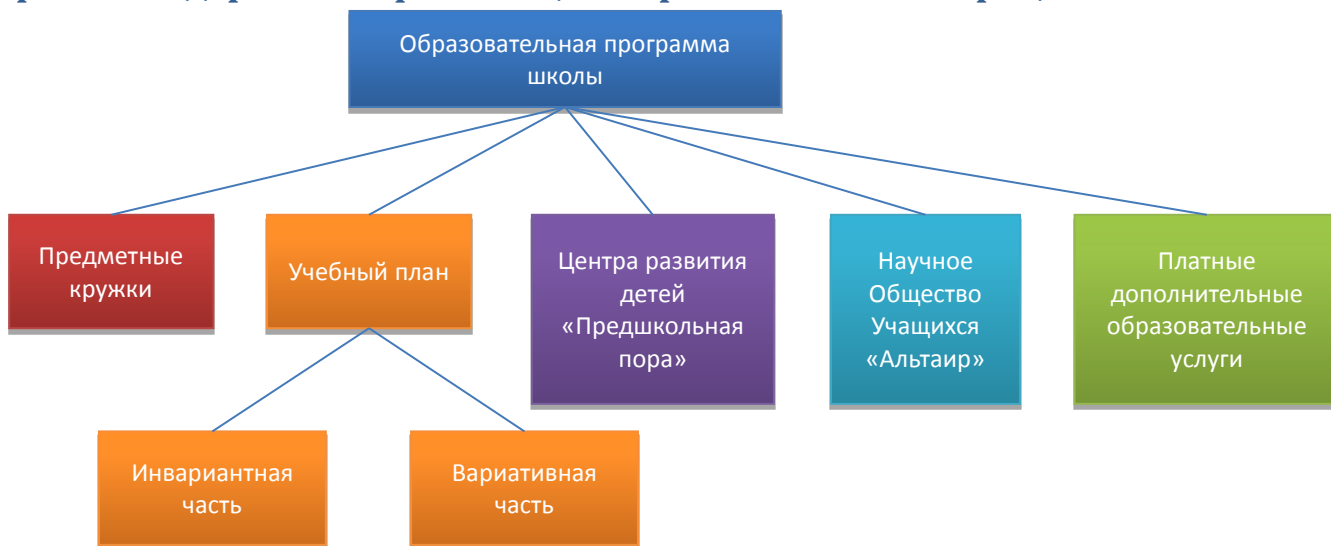 Образовательная программа
школы
Предметные
кружки
Учебный план
Центра развития
детей
«Предшкольная
пора»
Научное
Общество
Учащихся
«Альтаир»
Платные
дополнительные
образовательные
услуги
Инвариантная
часть
Вариативная
часть